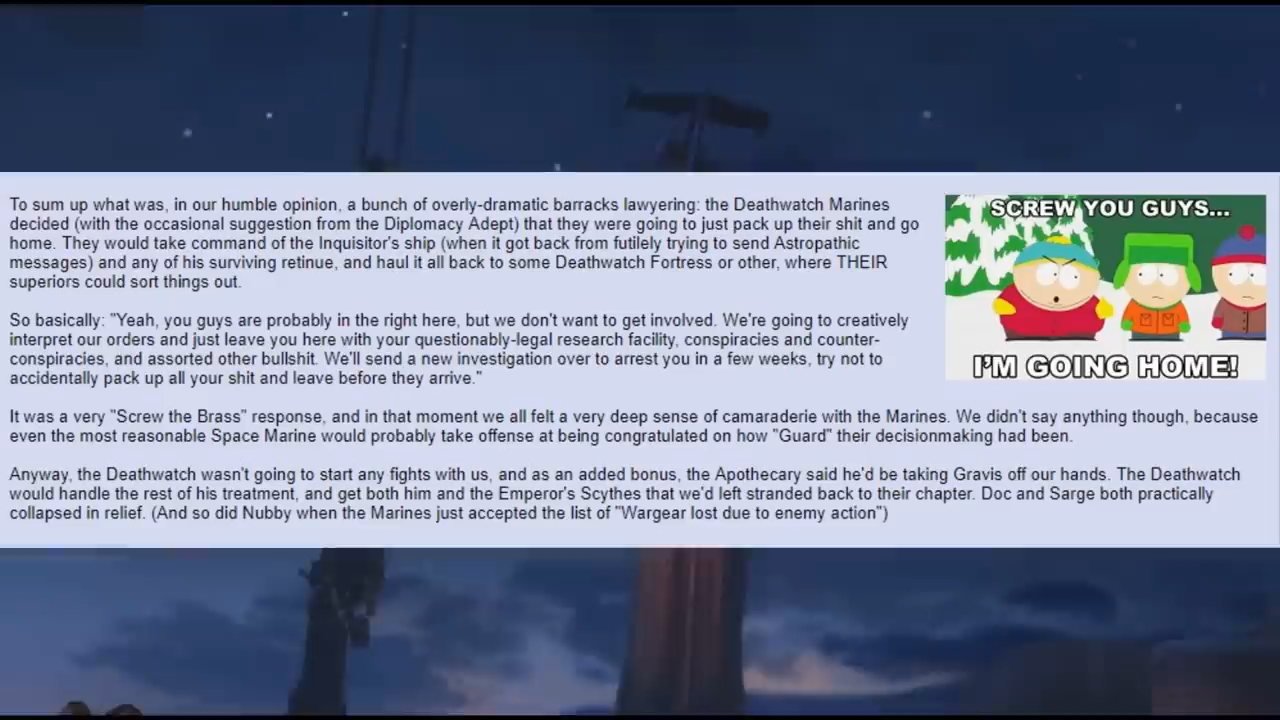 To sum up what was, in our humble opinion, a bunch of overly-dramatic barracks lawyering: the Deathwatch Marines
decided (with the occasional suggestion from the Diplomacy Adept) that they were going to just pack up their shit and go
home. They would take command of the Inquisitor's ship (when it got back from futilely trying to send Astropathic
messages) and any of his surviving retinue, and haul it all back to some Deathwatch Fortress or other, where THEIR
superiors could sort things out.
So basically: "Yeah, you guys are probably in the right here, but we don't want to get involved. We're going to creatively
interpret our orders and just leave you here with your questionably-legal research facility, conspiracies and counter-
conspiracies, and assorted other bullshit. We'll send a new investigation over to arrest you in a few weeks, try not to
accidentally pack up all your shit and leave before they arrive."
It was a very "Screw the Brass" response, and in that moment we all felt a very deep sense of camaraderie with the Marines. We didn't say anything though, because
even the most reasonable Space Marine would probably take offense at being congratulated on how "Guard" their decisionmaking had been.
Anyway, the Deathwatch wasn't going to start any fights with us, and as an added bonus, the Apothecary said he'd be taking Gravis off our hands. The Deathwatch
would handle the rest of his treatment, and get both him and the Emperor's Scythes that we'd left stranded back to their chapter. Doc and Sarge both practically
collapsed in relief. (And so did Nubby when the Marines just accepted the list of "Wargear lost due to enemy action")
SCREW YOU GUYS...
I'M GOING HOME!